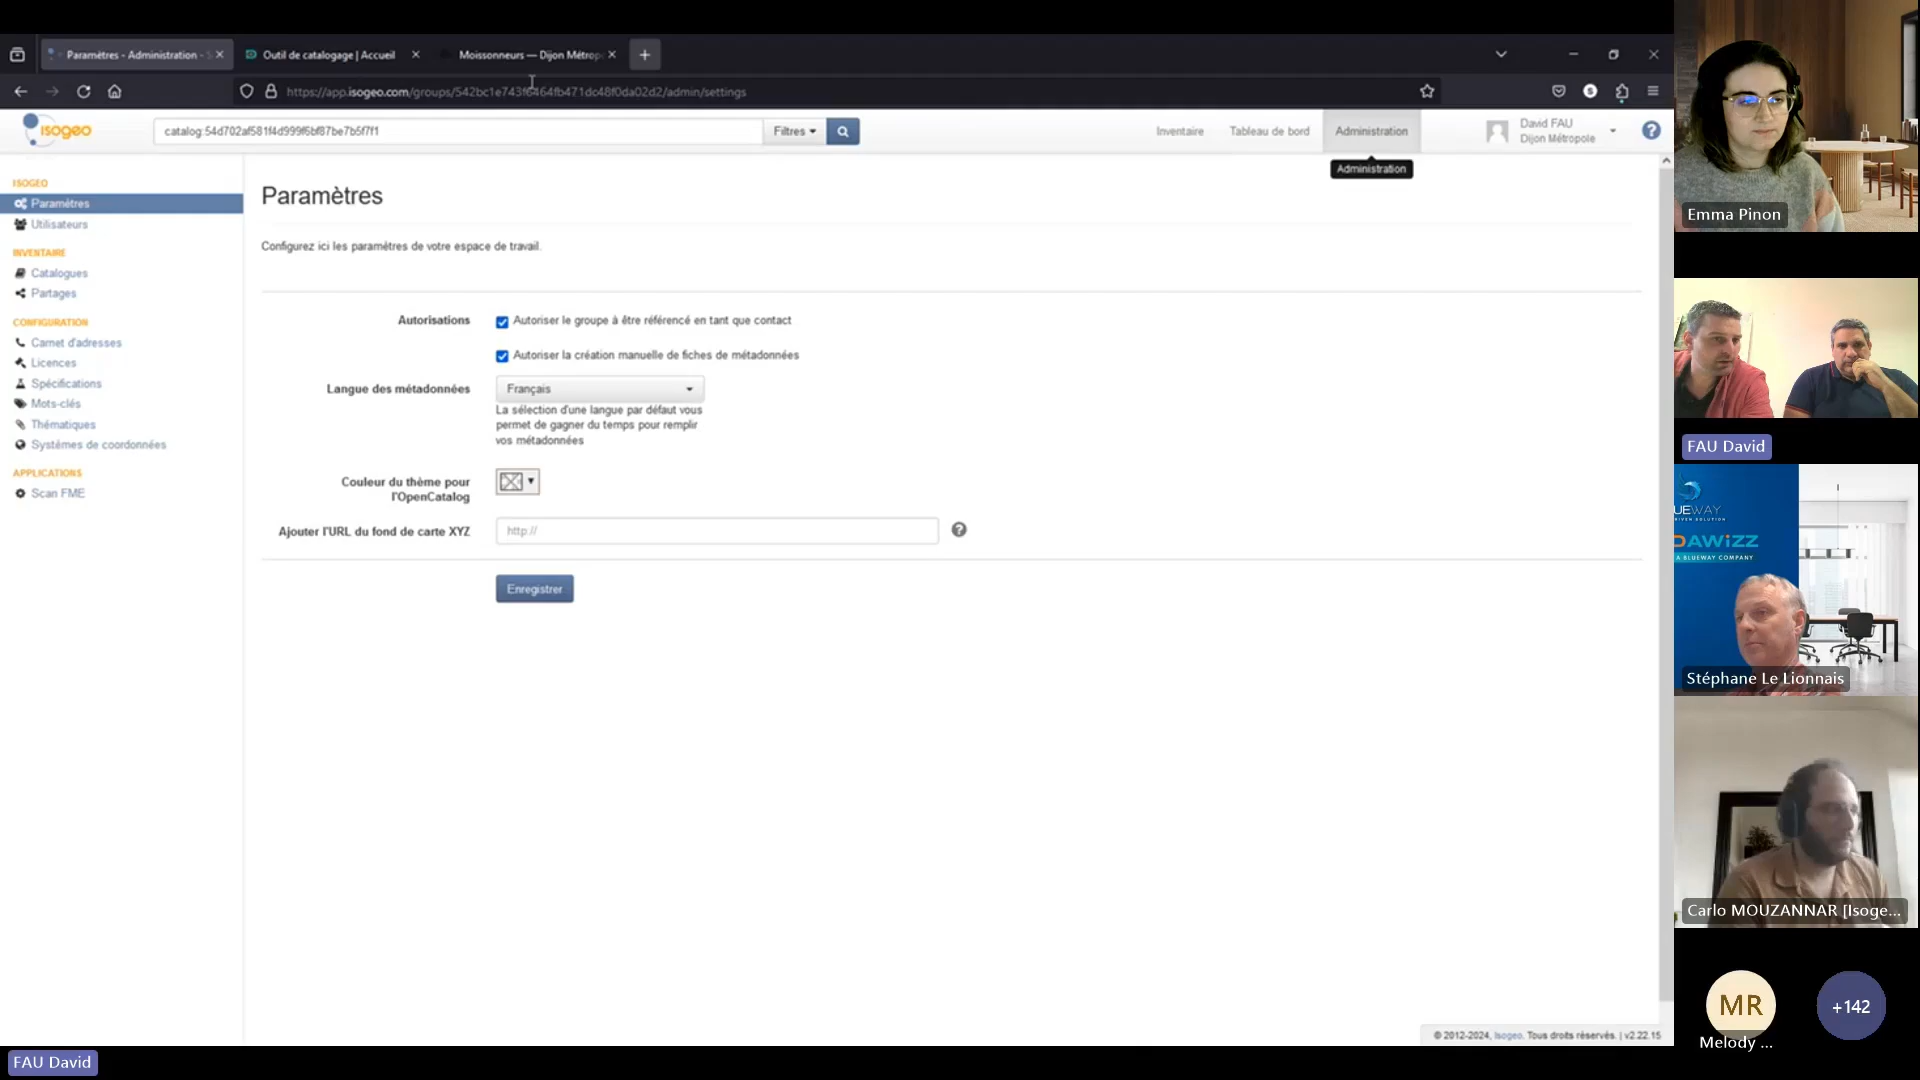 Paramètres - Administration -
Outil de catalogage | Accueil
Moissonneurs — Dijon Métrop
https://app.isogeo.com/groups/542bc1e743f6464fb471dc48f0da02d2/admin/settings
isogeo
catalog:54d702af581f4d999f6bf87be7b5f7f1
Filtres
Inventaire
Tableau de bord
Administration
David FAU
Dijon Métropole
Administration
ISOGEO
Paramètres
Utilisateurs
INVENTAIRE
Catalogues
Partages
CONFIGURATION
Carnet d'adresses
Licences
Spécifications
Mots-clés
Thématiques
Systèmes de coordonnées
APPLICATIONS
Scan FME
Paramètres
Configurez ici les paramètres de votre espace de travail.
Autorisations
Autoriser le groupe à être référencé en tant que contact
Autoriser la création manuelle de fiches de métadonnées
Langue des métadonnées
Français
La sélection d'une langue par défaut vous
permet de gagner du temps pour remplir
vos métadonnées
Couleur du thème pour
l'OpenCatalog
Ajouter l'URL du fond de carte XYZ
http://
Enregistrer
© 2012-2024, Isogeo. Tous droits réservés. | v2.22.15
FAU David
Emma Pinon
FAU David
UEWAY
RIVEN SOLUTION
DAWIZZ
A BLUEWAY COMPANY
Stéphane Le Lionnais
Carlo MOUZANNAR [Isoge...
MR
Melody ...
+142